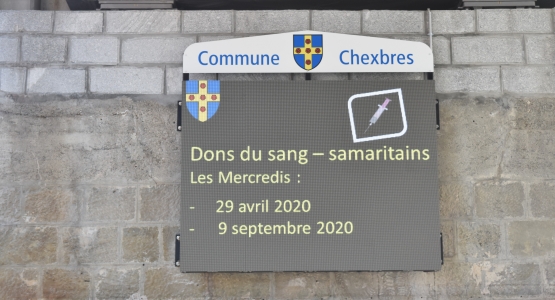 Commune Chexbres
Dons du sang – samaritains
Les Mercredis :
- 29 avril 2020
- 9 septembre 2020